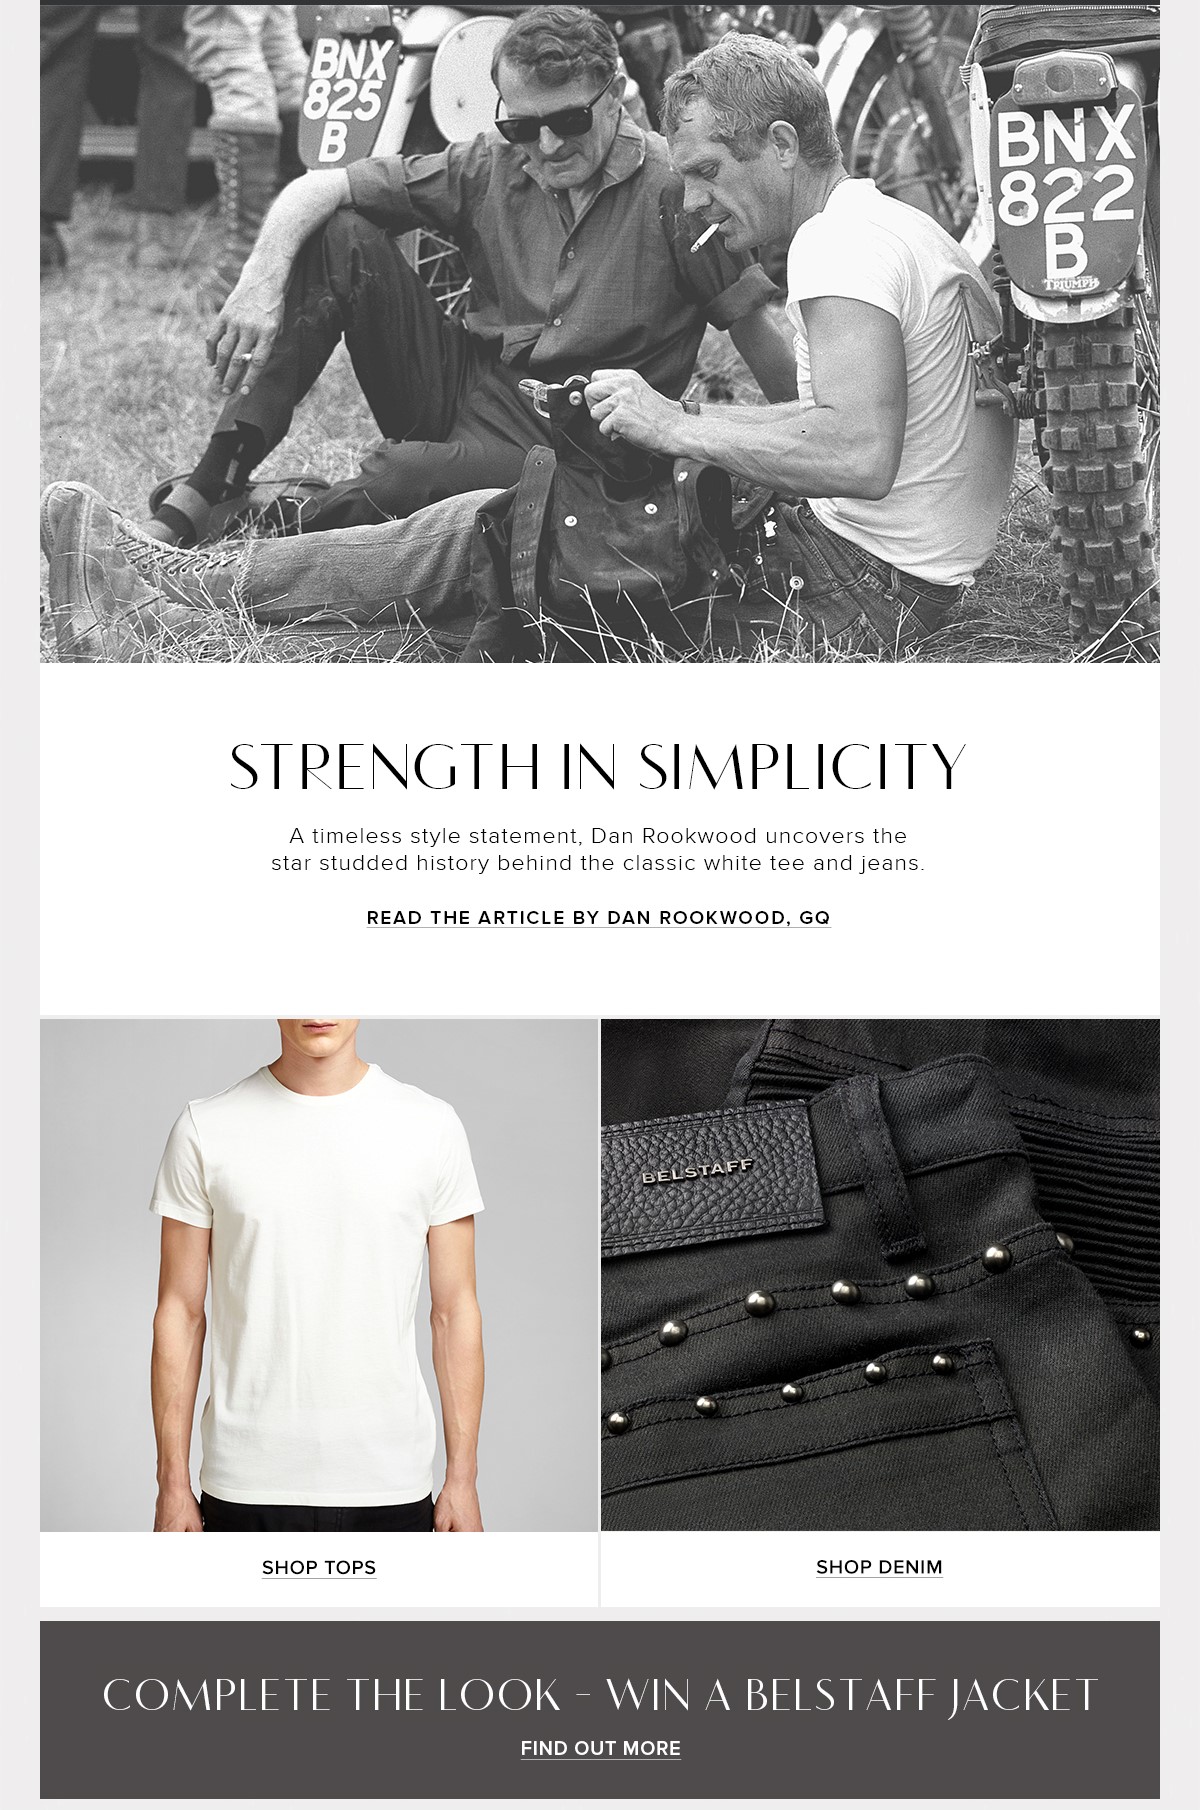 BNX
825
B
BNX
822
B
TRIUMPH
STRENGTH IN SIMPLICITY
A timeless style statement, Dan Rookwood uncovers the
star studded history behind the classic white tee and jeans.
READ THE ARTICLE BY DAN ROOKWOOD, GQ
BELSTAFF
SHOP TOPS
SHOP DENIM
COMPLETE THE LOOK - WIN A BELSTAFF JACKET
FIND OUT MORE